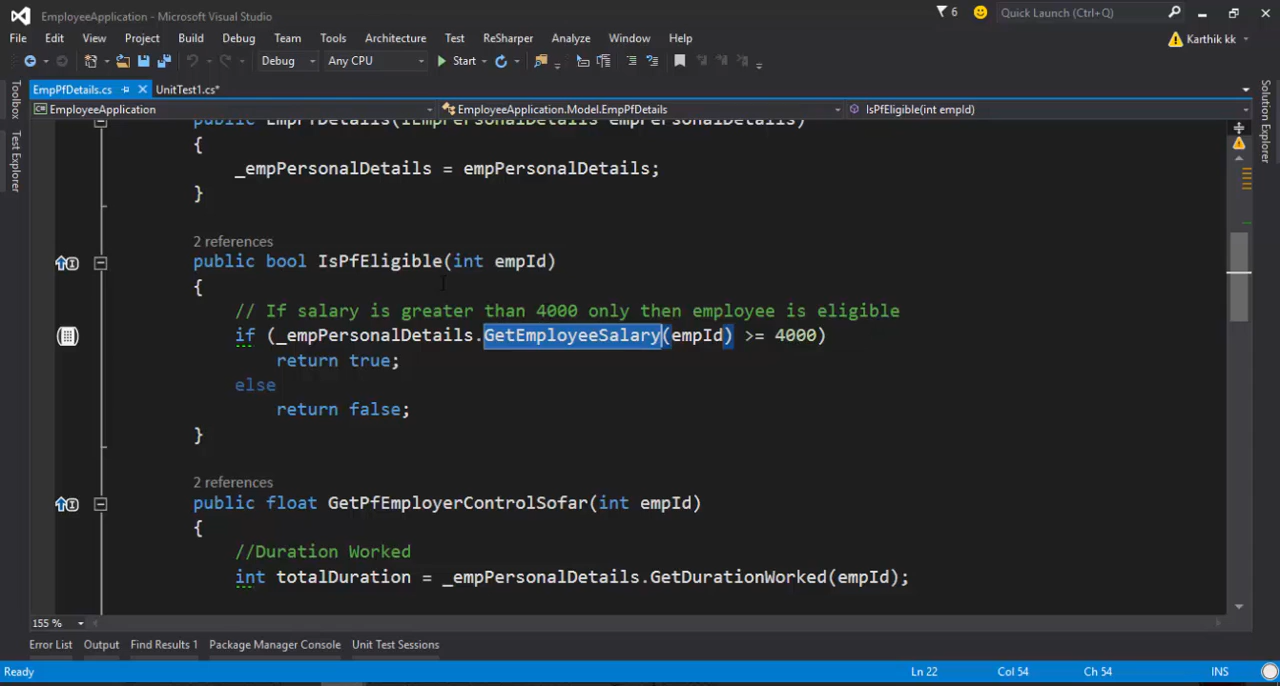 EmployeeApplication - Microsoft Visual Studio
6
Quick Launch (Ctrl+Q)
File Edit View Project Build Debug Team Tools Architecture Test ReSharper Analyze Window Help
Karthik kk
Debug Any CPU Start
EmpPfDetails.cs UnitTest1.cs*
EmployeeApplication EmployeeApplication.Model.EmpPfDetails IsPfEligible(int empId)
Toolbox
Test Explorer
Solution Explorer
public EmpPfDetails(IEmpPersonalDetails empPersonalDetails)
{
_empPersonalDetails = empPersonalDetails;
}
2 references
public bool IsPfEligible(int empId)
{
// If salary is greater than 4000 only then employee is eligible
if (_empPersonalDetails.GetEmployeeSalary(empId) >= 4000)
return true;
else
return false;
}
2 references
public float GetPfEmployerControlSofar(int empId)
{
//Duration Worked
int totalDuration = _empPersonalDetails.GetDurationWorked(empId);
155 %
Error List Output Find Results 1 Package Manager Console Unit Test Sessions
Ready Ln 22 Col 54 Ch 54 INS